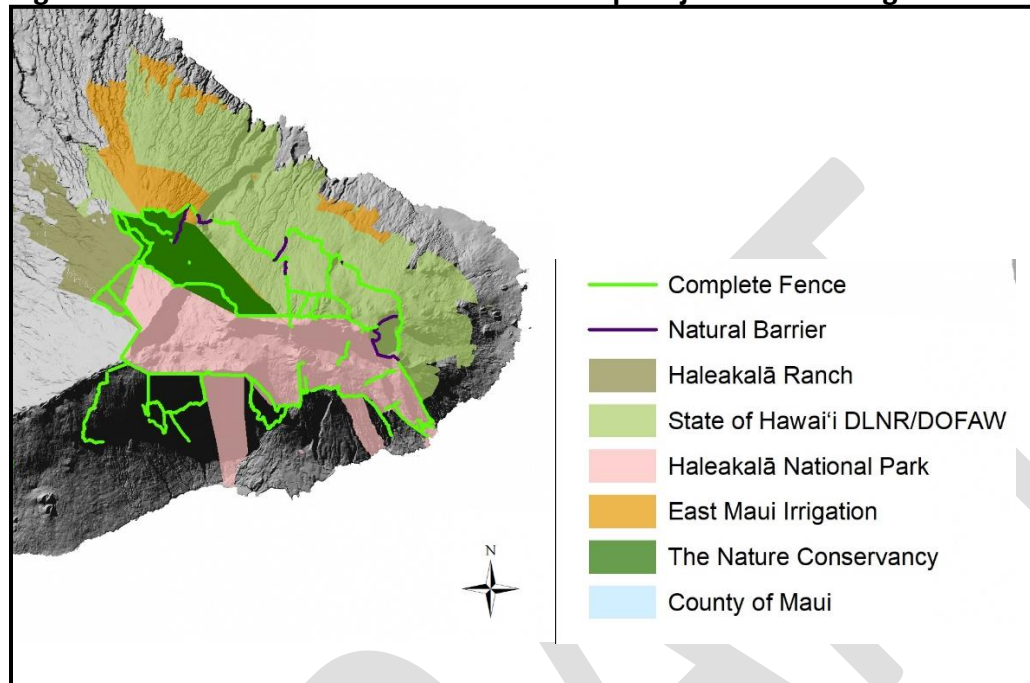 N
Complete Fence
Natural Barrier
Haleakalā Ranch
State of Hawai‘i DLNR/DOFAW
Haleakalā National Park
East Maui Irrigation
The Nature Conservancy
County of Maui